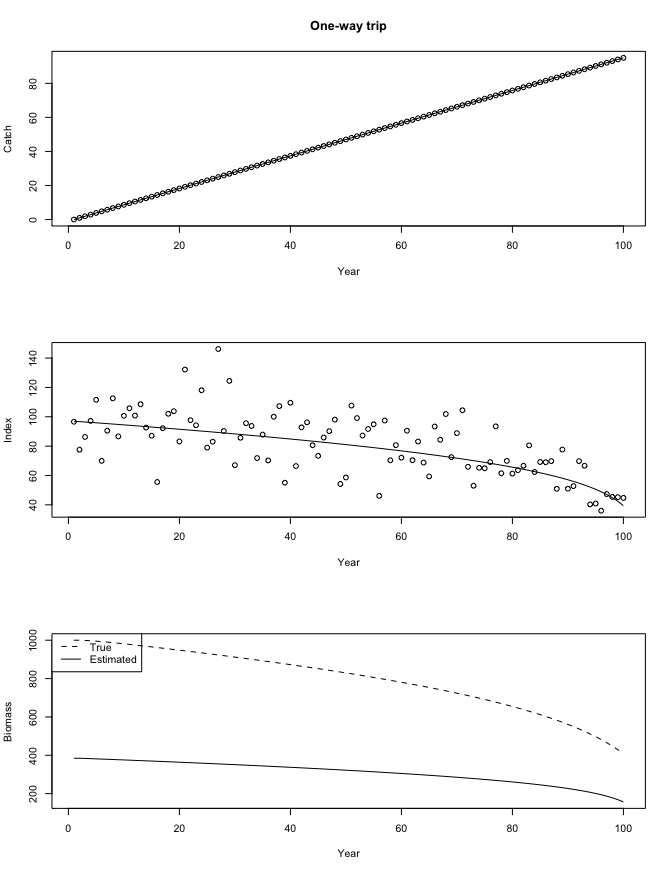 One-way trip
Catch
0 20 40 60 80
0 20 40 60 80 100
Year
Index
40 60 80 100 120 140
0 20 40 60 80 100
Year
Biomass
200 400 600 800 1000
True
Estimated
0 20 40 60 80 100
Year